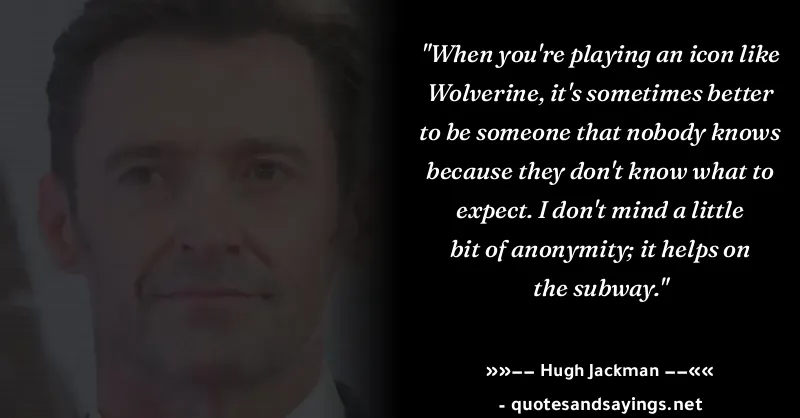 "When you're playing an icon like
Wolverine, it's sometimes better
to be someone that nobody knows
because they don't know what to
expect. I don't mind a little
bit of anonymity; it helps on
the subway."
»»–– Hugh Jackman ––««
- quotesandsayings.net